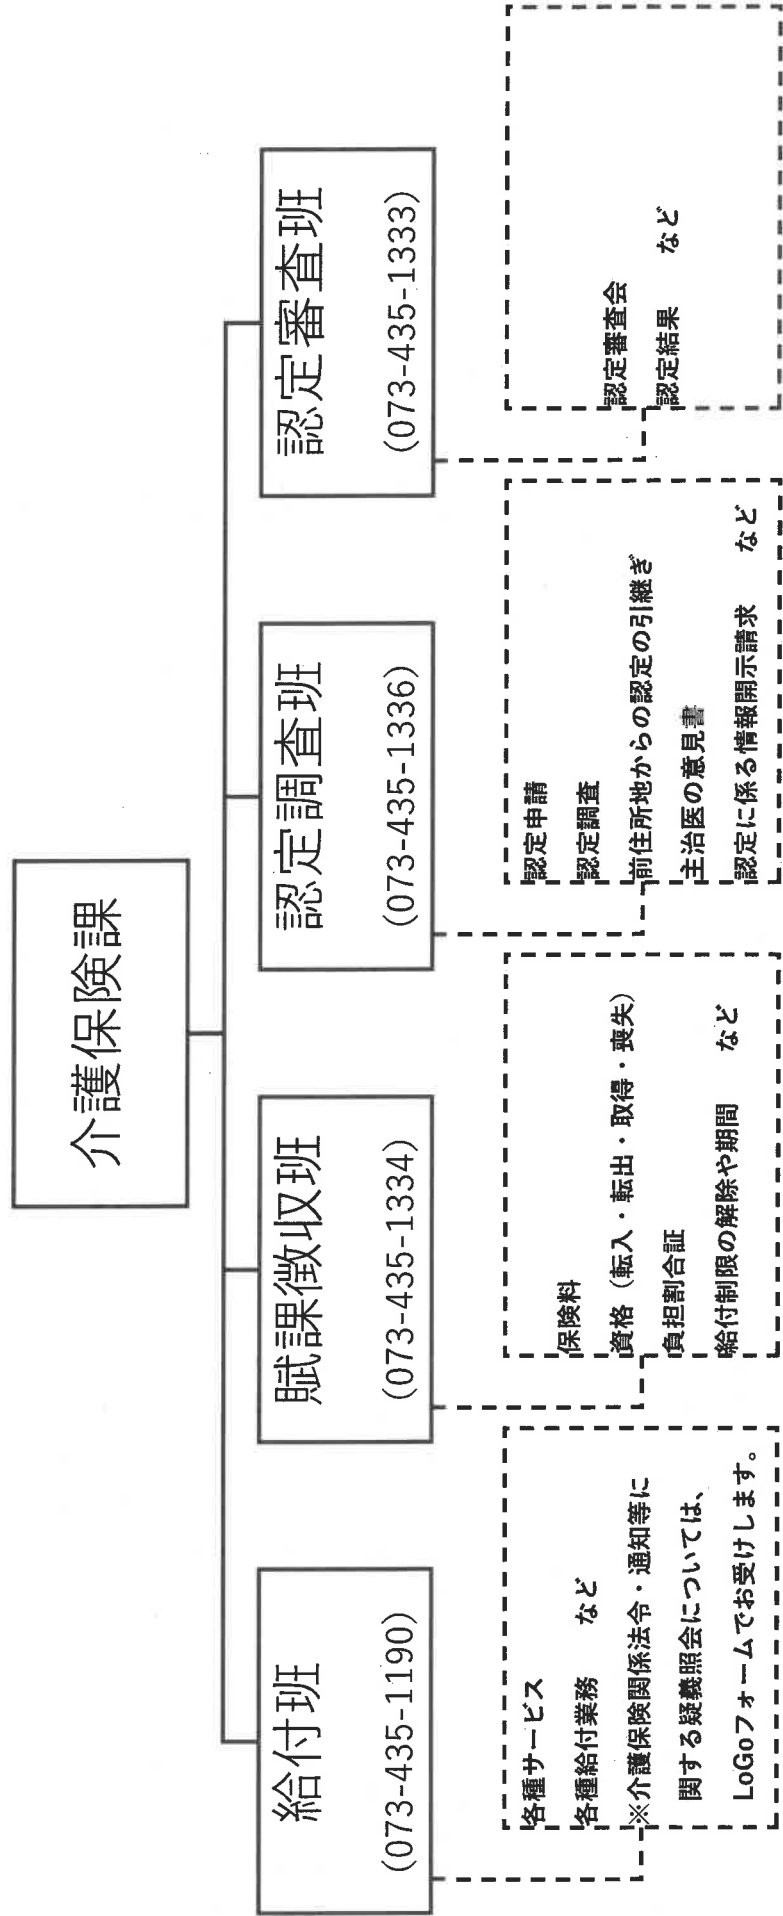 介護保険課
給付班
(073-435-1190)
各種サービス
各種給付業務　など
※介護保険関係法令・通知等に
関する疑義照会については、
LoGoフォームでお受けします。
賦課徴収班
(073-435-1334)
保険料
資格（転入・転出・取得・喪失）
負担割合証
給付制限の解除や期間　など
認定調査班
(073-435-1336)
認定申請
認定調査
前住所地からの認定の引継ぎ
主治医の意見書
認定に係る情報開示請求　など
認定審査班
(073-435-1333)
認定審査会
認定結果　など